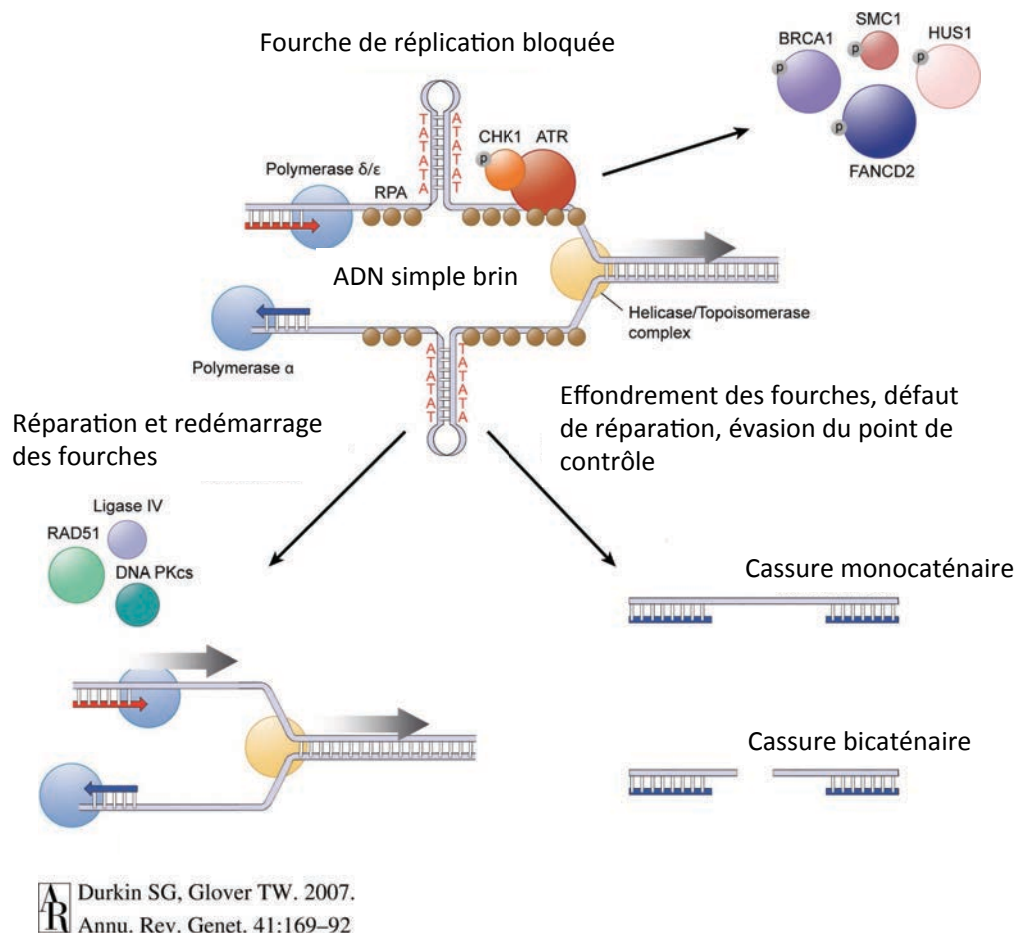 Fourche de réplication bloquée
BRCA1
SMC1
HUS1
p
p
p
p
FANCD2
CHK1
ATR
p
TATATA
ATATAT
Polymerase δ/ε
RPA
ADN simple brin
Helicase/Topoisomerase
complex
Polymerase α
ATATAT
TATATA
Réparation et redémarrage
des fourches
Effondrement des fourches, défaut
de réparation, évasion du point de
contrôle
Ligase IV
RAD51
DNA PKcs
Cassure monocaténaire
Cassure bicaténaire
AR
Durkin SG, Glover TW. 2007.
Annu. Rev. Genet. 41:169–92